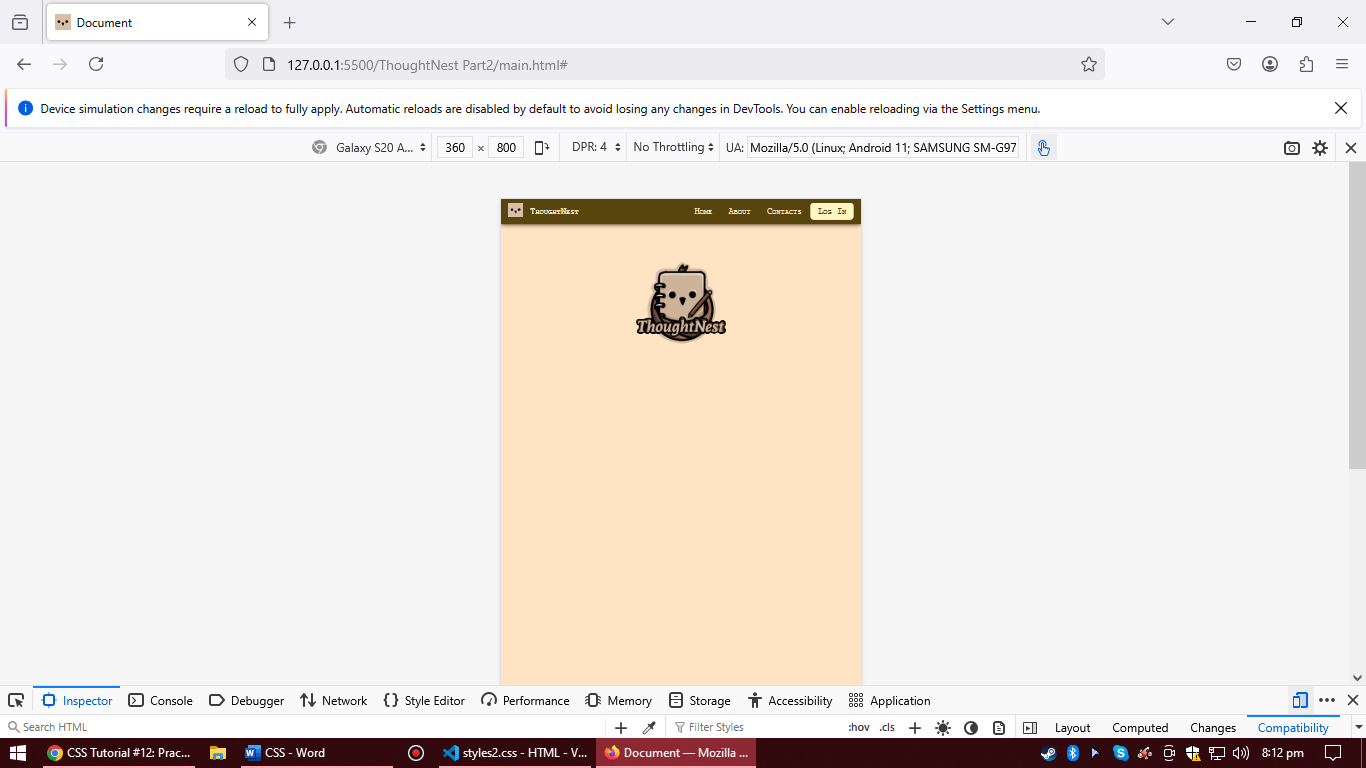 Document
127.0.0.1:5500/ThoughtNest Part2/main.html#
Device simulation changes require a reload to fully apply. Automatic reloads are disabled by default to avoid losing any changes in DevTools. You can enable reloading via the Settings menu.
Galaxy S20 A... 360 × 800 DPR: 4 No Throttling UA: Mozilla/5.0 (Linux; Android 11; SAMSUNG SM-G97
ThoughtNest Home About Contacts Log In
ThoughtNest
Inspector Console Debugger Network Style Editor Performance Memory Storage Accessibility Application
Search HTML Filter Styles :hov .cls Layout Computed Changes Compatibility
CSS Tutorial #12: Prac... CSS - Word styles2.css - HTML - V... Document — Mozilla ... 8:12 pm